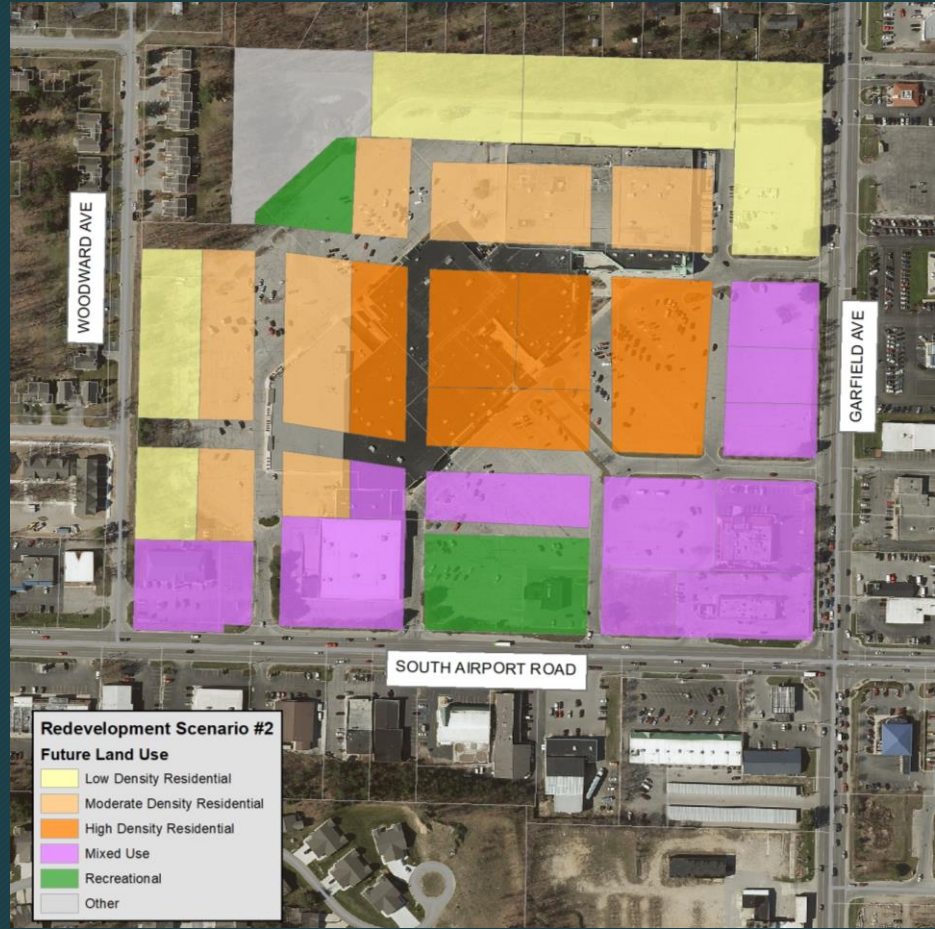 WOODWARD AVE
GARFIELD AVE
SOUTH AIRPORT ROAD
Redevelopment Scenario #2
Future Land Use
Low Density Residential
Moderate Density Residential
High Density Residential
Mixed Use
Recreational
Other